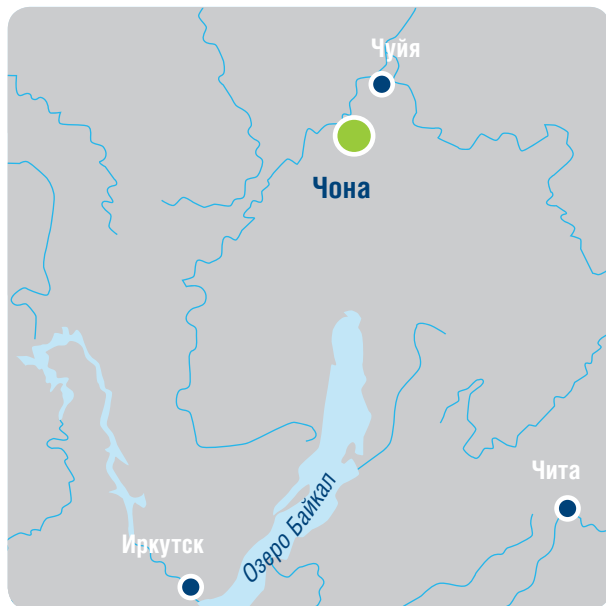 Чуйя
Чона
Чита
Иркутск
Озеро Байкал